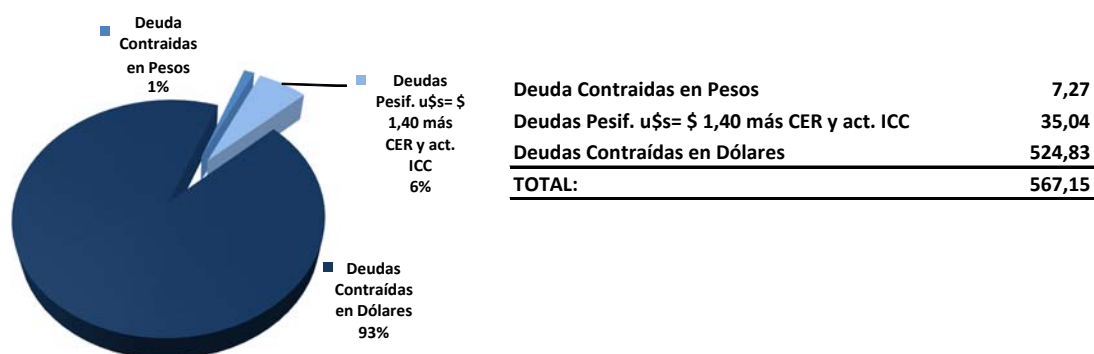 Deuda
Contraidas
en Pesos
1%
Deudas
Pesif. u$s= $
1,40 más
CER y act.
ICC
6%
Deudas
Contraídas
en Dólares
93%
Deuda Contraidas en Pesos 7,27
Deudas Pesif. u$s= $ 1,40 más CER y act. ICC 35,04
Deudas Contraídas en Dólares 524,83
TOTAL: 567,15